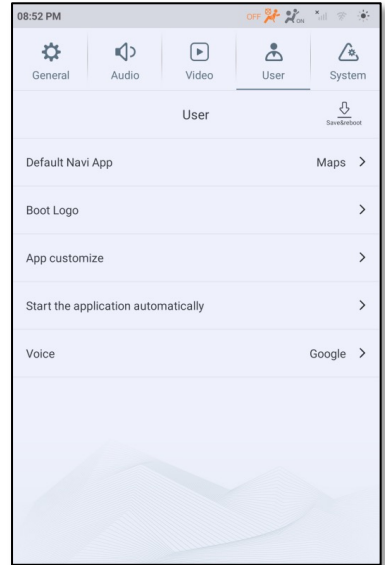 08:52 PM OFF ON
General Audio Video User System
User
Save&reboot
Default Navi App Maps
Boot Logo
App customize
Start the application automatically
Voice Google